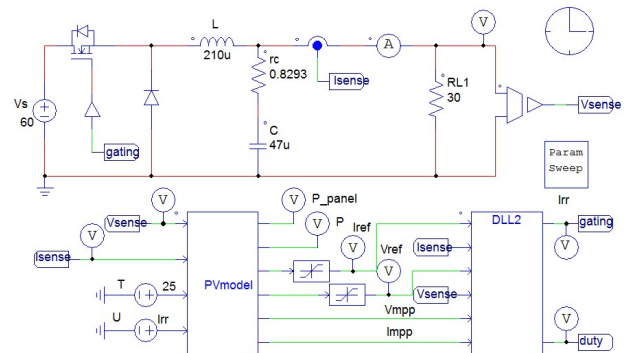 L
210u
rc
0.8293
C
47u
A
V
Isense
RL1
30
Vsense
Vs
60
gating
Param
Sweep
V
P_panel
V
P
Irr
Vsense
V
Isense
T
25
U
Irr
PVmodel
Iref
V
Vref
V
Isense
Vsense
Vmpp
Impp
DLL2
gating
V
V
duty